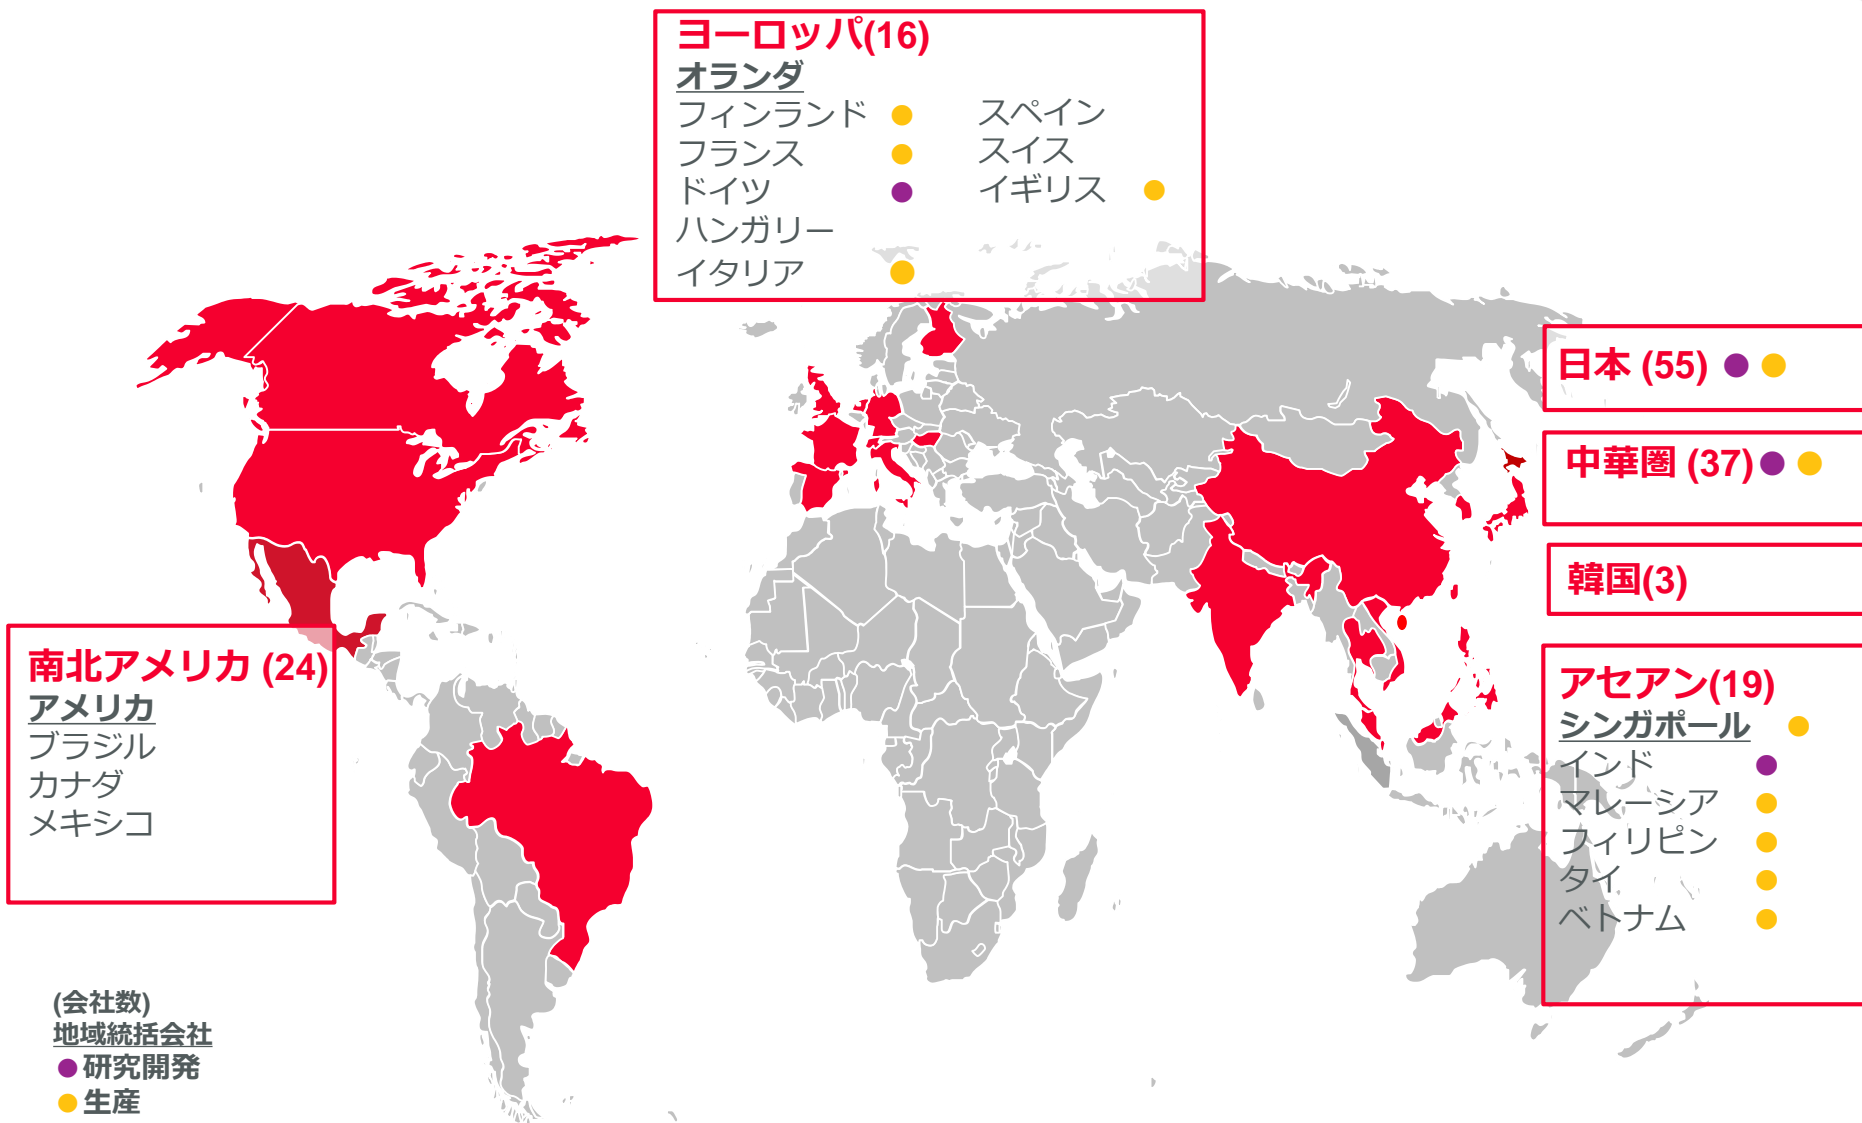 ヨーロッパ(16)
オランダ
フィンランド
フランス
ドイツ
ハンガリー
イタリア
スペイン
スイス
イギリス
日本 (55)
中華圏 (37)
韓国(3)
アセアン(19)
シンガポール
インド
マレーシア
フィリピン
タイ
ベトナム
南北アメリカ (24)
アメリカ
ブラジル
カナダ
メキシコ
(会社数)
地域統括会社
研究開発
生産